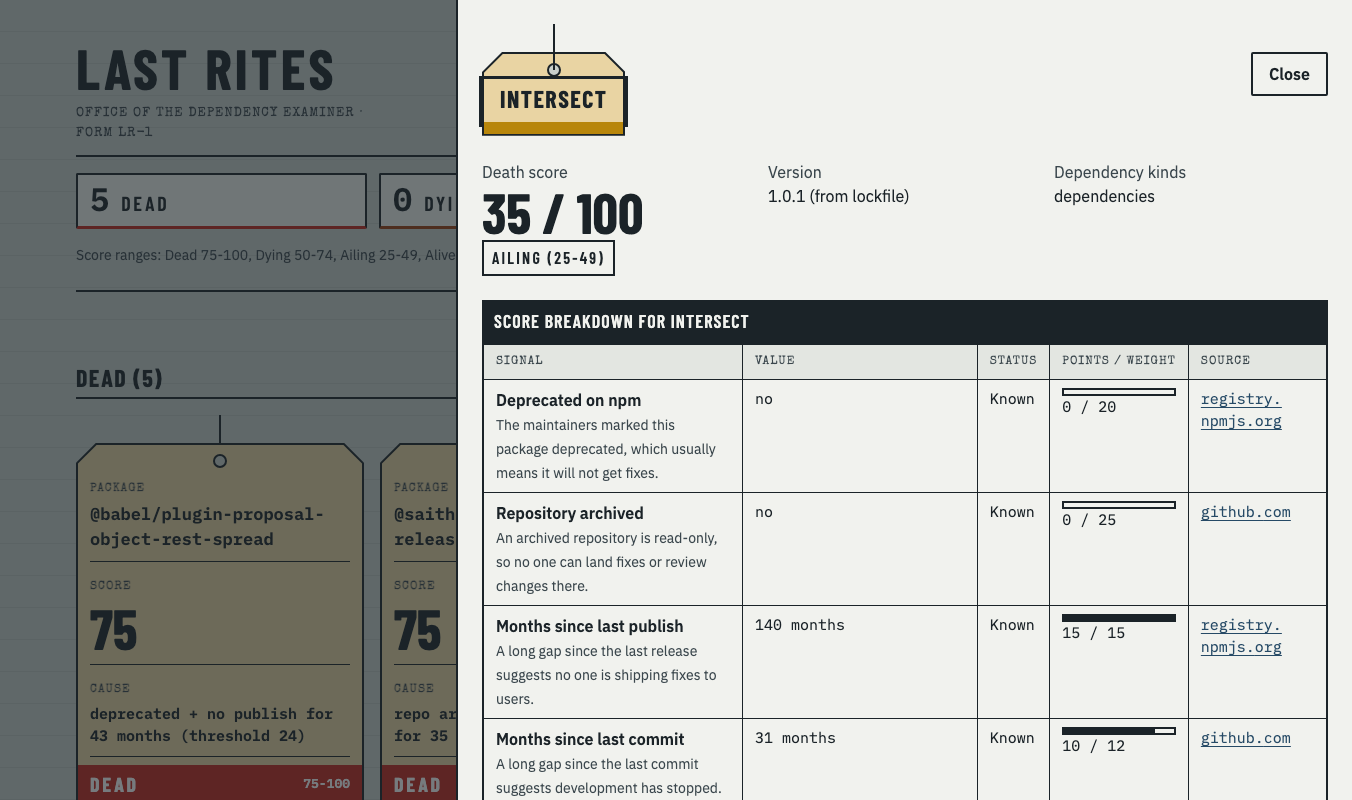 LAST RITES
OFFICE OF THE DEPENDENCY EXAMINER ·
FORM LR-1
5 DEAD
0 DYI
Score ranges: Dead 75-100, Dying 50-74, Ailing 25-49, Alive
DEAD (5)
PACKAGE
@babel/plugin-proposal-
object-rest-spread
SCORE
75
CAUSE
deprecated + no publish for
43 months (threshold 24)
DEAD 75-100
PACKAGE
@saith
releas
SCORE
75
CAUSE
repo ar
for 35
DEAD
INTERSECT
Close
Death score
35 / 100
AILING (25-49)
Version
1.0.1 (from lockfile)
Dependency kinds
dependencies
SCORE BREAKDOWN FOR INTERSECT
SIGNAL VALUE STATUS POINTS / WEIGHT SOURCE
Deprecated on npm
The maintainers marked this
package deprecated, which usually
means it will not get fixes.
no
Known
0 / 20
registry.
npmjs.org
Repository archived
An archived repository is read-only,
so no one can land fixes or review
changes there.
no
Known
0 / 25
github.com
Months since last publish
A long gap since the last release
suggests no one is shipping fixes to
users.
140 months
Known
15 / 15
registry.
npmjs.org
Months since last commit
A long gap since the last commit
suggests development has stopped.
31 months
Known
10 / 12
github.com